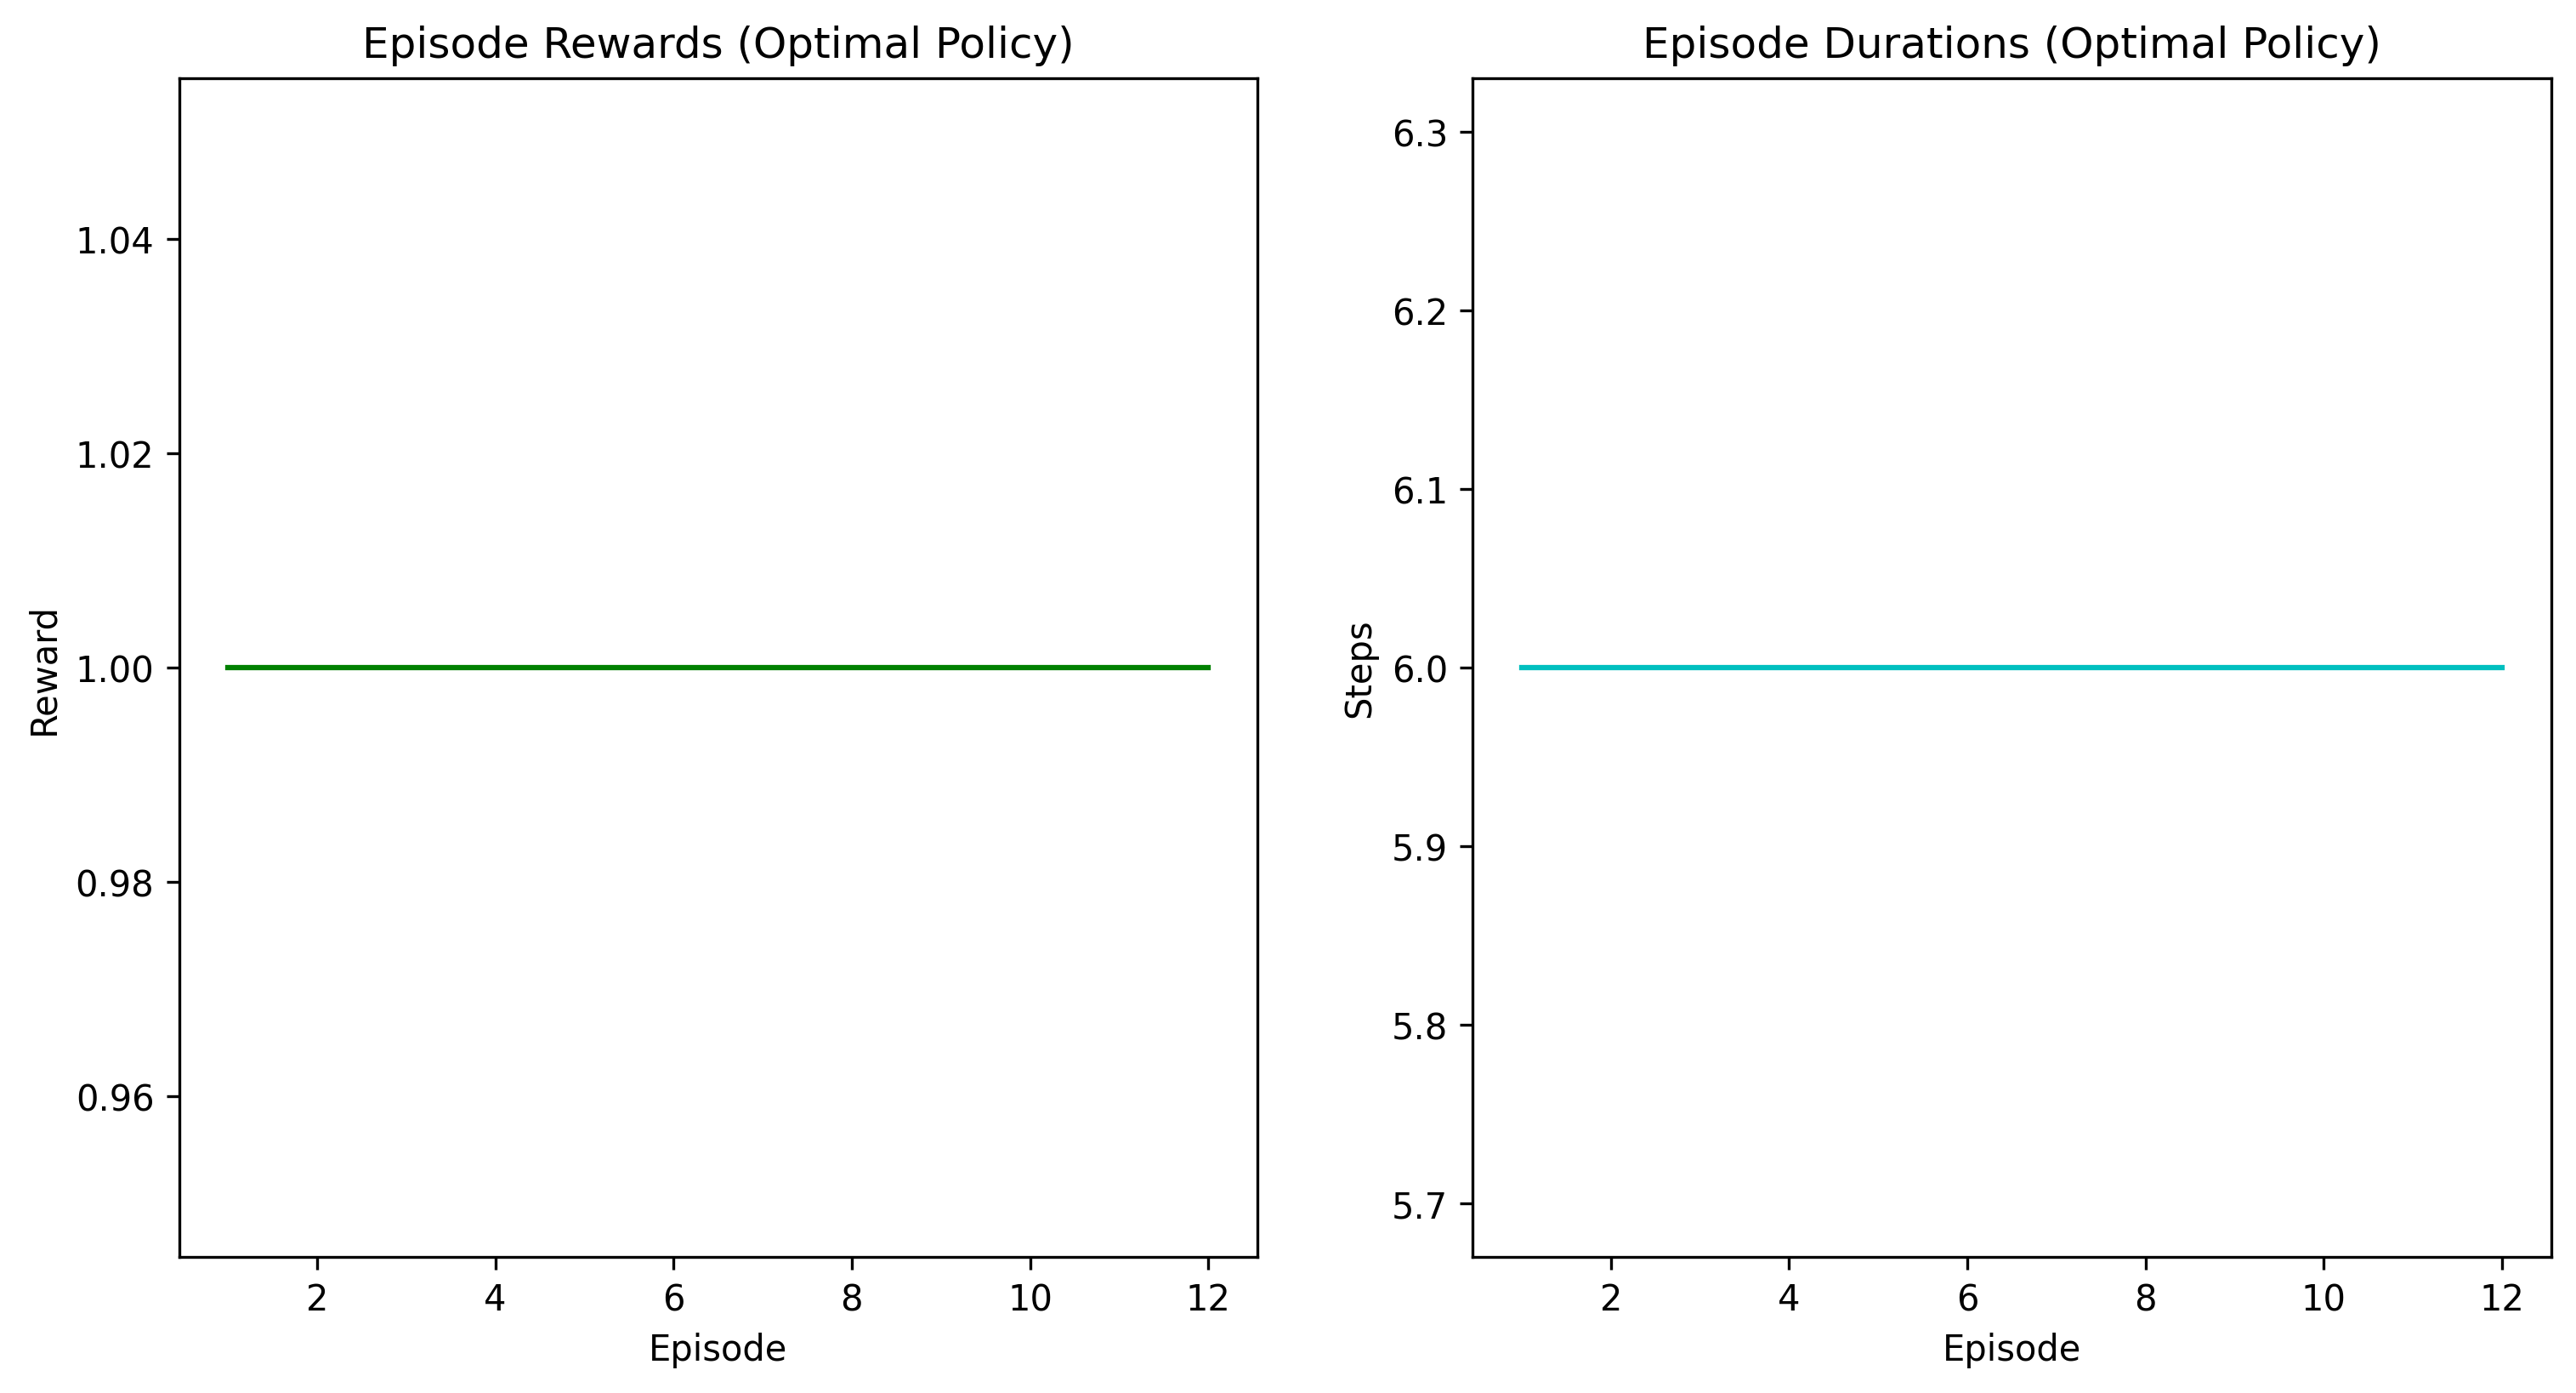 Episode Rewards (Optimal Policy)
Reward
1.04
1.02
1.00
0.98
0.96
2 4 6 8 10 12
Episode
Episode Durations (Optimal Policy)
Steps
6.3
6.2
6.1
6.0
5.9
5.8
5.7
2 4 6 8 10 12
Episode